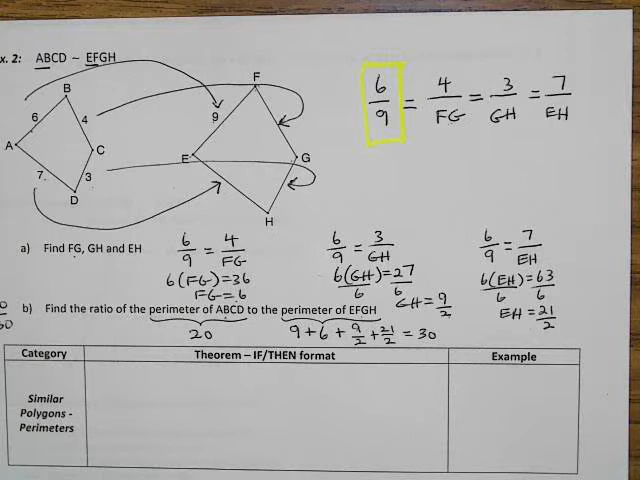 x. 2: ABCD ~ EFGH
B
6
4
A
C
7
3
D
F
9
E
G
H
6/9 = 4/FG = 3/GH = 7/EH
a) Find FG, GH and EH
6/9 = 4/FG
6(FG)=36
FG=6
6/9 = 3/GH
6(GH)/6=27/6
GH=9/2
6/9 = 7/EH
6(EH)/6=63/6
EH=21/2
b) Find the ratio of the perimeter of ABCD to the perimeter of EFGH
20
9+6+9/2+21/2=30
Category Theorem – IF/THEN format Example
Similar
Polygons -
Perimeters